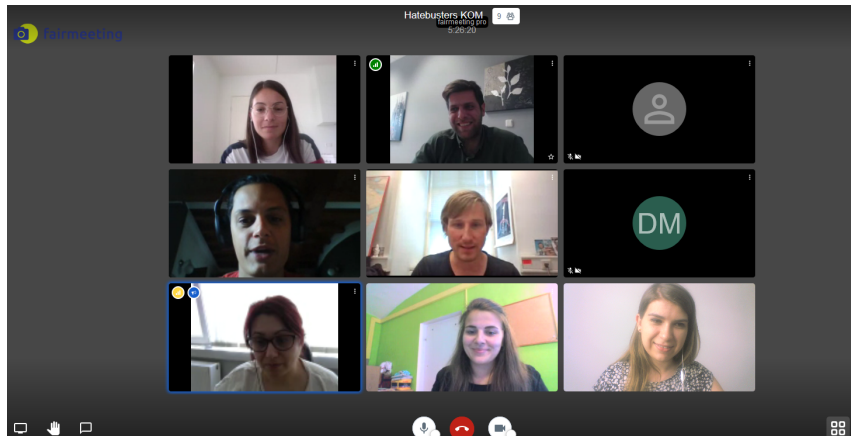 Hatebusters KOM 9
fairmeeting pro
5:26:20
fairmeeting
DM